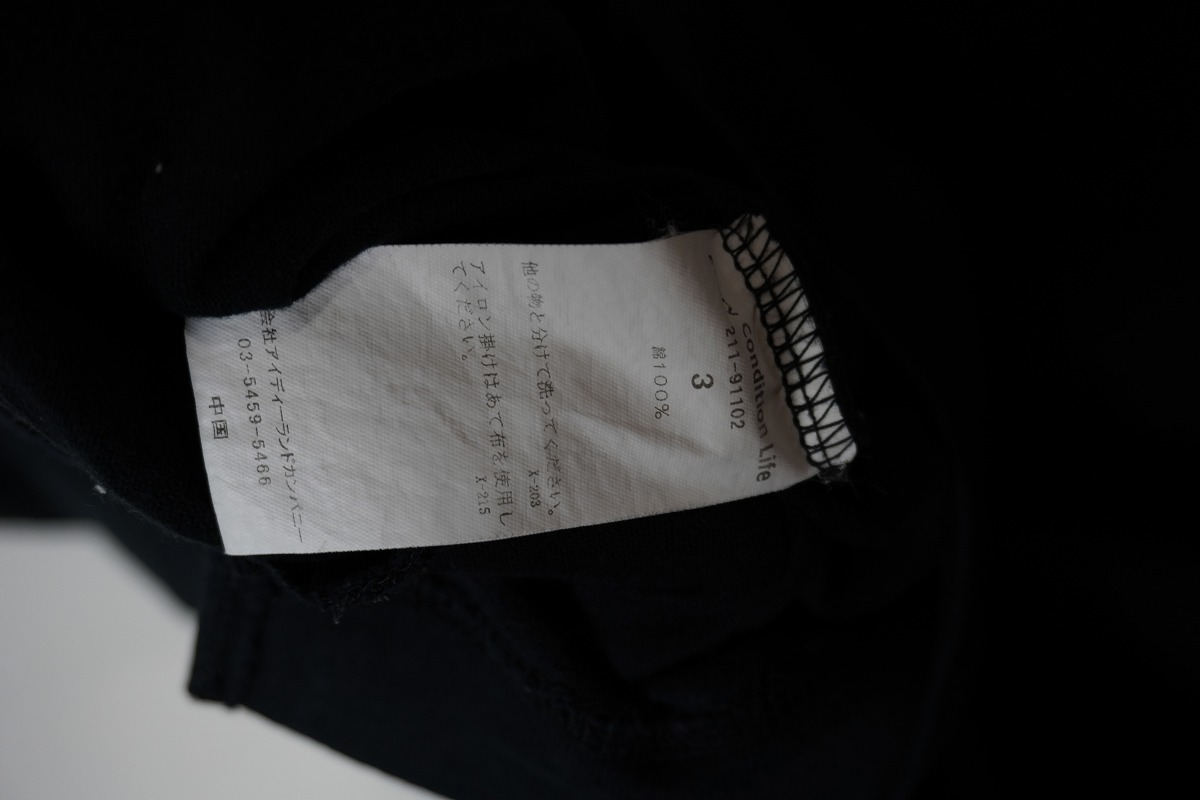 condition Life
211-91102
3
綿100%
他の物と分けて洗ってください。
X-203
アイロン掛けはあて布を使用し
てください。
X-215
会社アイディーランドカンパニー
03-5459-5466
中国